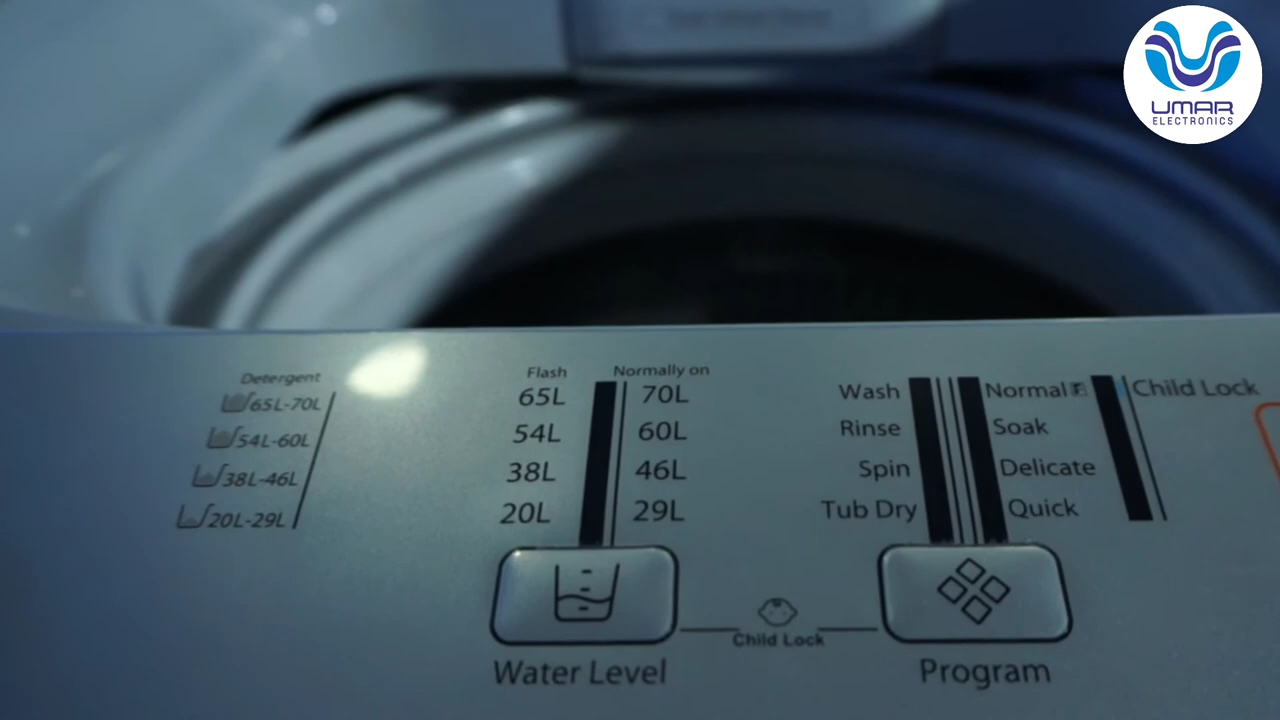 UMAR
ELECTRONICS
Detergent
65L-70L
54L-60L
38L-46L
20L-29L
Flash Normally on
65L 70L
54L 60L
38L 46L
20L 29L
Water Level
Child Lock
Wash Normal
Rinse Soak
Spin Delicate
Tub Dry Quick
Program
Child Lock